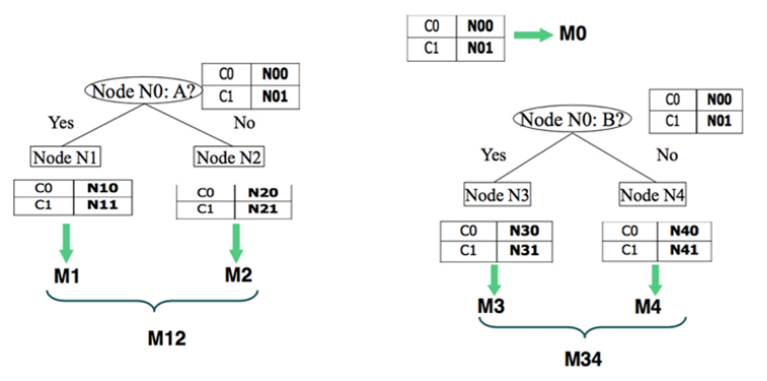 C0 N00
C1 N01
M0
Node N0: A?
C0 N00
C1 N01
Yes
No
Node N1
Node N2
C0 N10
C1 N11
C0 N20
C1 N21
M1
M2
M12
Node N0: B?
C0 N00
C1 N01
Yes
No
Node N3
Node N4
C0 N30
C1 N31
C0 N40
C1 N41
M3
M4
M34